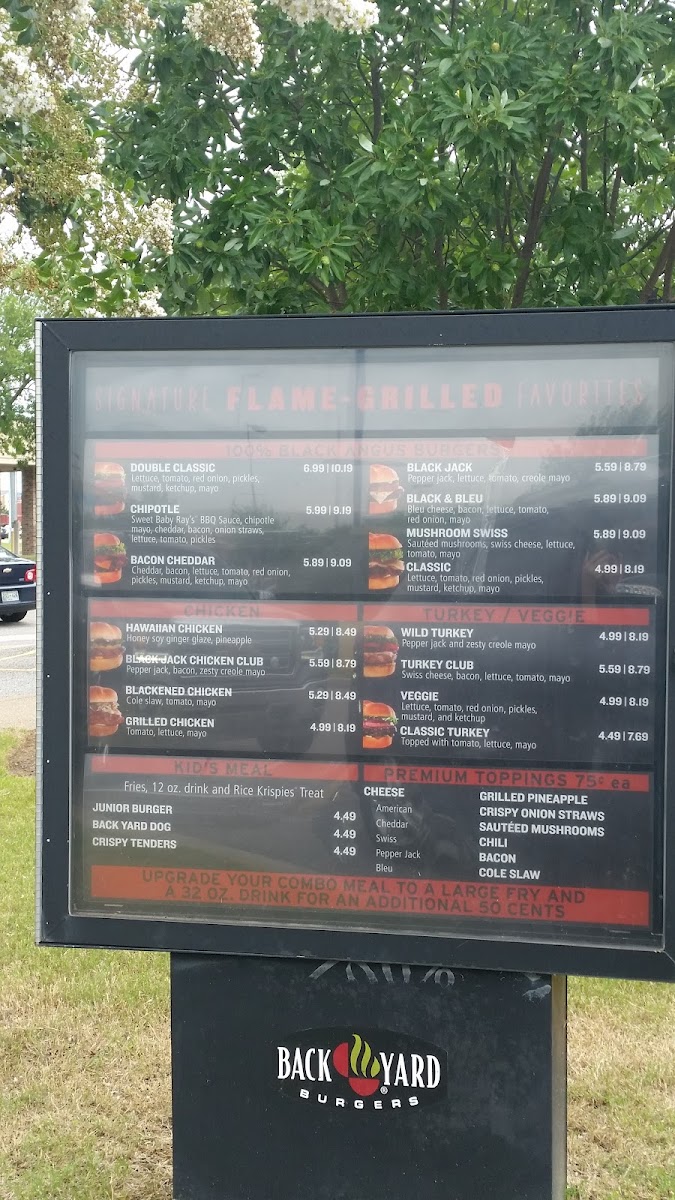 SIGNATURE FLAME-GRILLED FAVORITES
100% BLACK ANGUS BURGERS
DOUBLE CLASSIC 6.99|10.19
Lettuce, tomato, red onion, pickles,
mustard, ketchup, mayo
CHIPOTLE 5.99|9.19
Sweet Baby Ray's® BBQ Sauce, chipotle
mayo, cheddar, bacon, onion straws,
lettuce, tomato, pickles
BACON CHEDDAR 5.89|9.09
Cheddar, bacon, lettuce, tomato, red onion,
pickles, mustard, ketchup, mayo
BLACK JACK 5.59|8.79
Pepper jack, lettuce, tomato, creole mayo
BLACK & BLEU 5.89|9.09
Bleu cheese, bacon, lettuce, tomato,
red onion, mayo
MUSHROOM SWISS 5.89|9.09
Sautéed mushrooms, swiss cheese, lettuce,
tomato, mayo
CLASSIC 4.99|8.19
Lettuce, tomato, red onion, pickles,
mustard, ketchup, mayo
CHICKEN
HAWAIIAN CHICKEN 5.29|8.49
Honey soy ginger glaze, pineapple
BLACK JACK CHICKEN CLUB 5.59|8.79
Pepper jack, bacon, zesty creole mayo
BLACKENED CHICKEN 5.29|8.49
Cole slaw, tomato, mayo
GRILLED CHICKEN 4.99|8.19
Tomato, lettuce, mayo
TURKEY / VEGGIE
WILD TURKEY 4.99|8.19
Pepper jack and zesty creole mayo
TURKEY CLUB 5.59|8.79
Swiss cheese, bacon, lettuce, tomato, mayo
VEGGIE 4.99|8.19
Lettuce, tomato, red onion, pickles,
mustard, and ketchup
CLASSIC TURKEY 4.49|7.69
Topped with tomato, lettuce, mayo
KID'S MEAL
Fries, 12 oz. drink and Rice Krispies® Treat
JUNIOR BURGER 4.49
BACK YARD DOG 4.49
CRISPY TENDERS 4.49
PREMIUM TOPPINGS 75¢ ea
CHEESE
American
Cheddar
Swiss
Pepper Jack
Bleu
GRILLED PINEAPPLE
CRISPY ONION STRAWS
SAUTÉED MUSHROOMS
CHILI
BACON
COLE SLAW
UPGRADE YOUR COMBO MEAL TO A LARGE FRY AND
A 32 OZ. DRINK FOR AN ADDITIONAL 50 CENTS
BACK YARD®
BURGERS